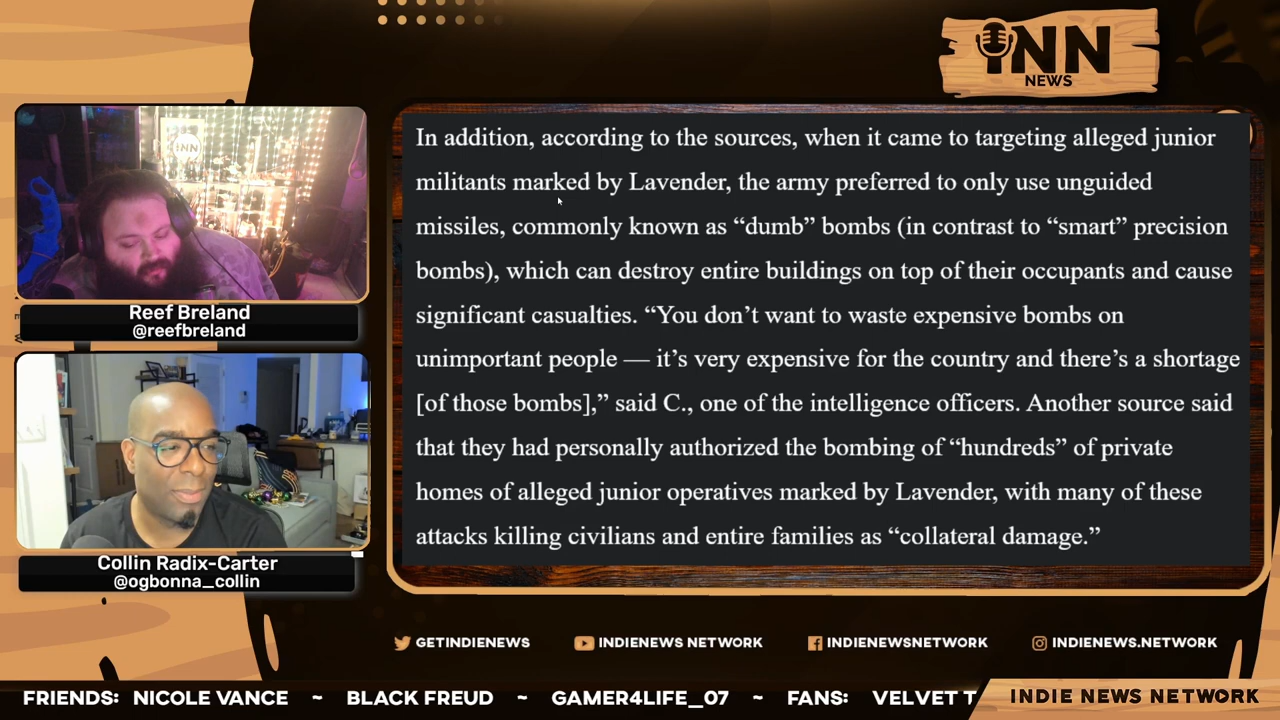 INN
NEWS
In addition, according to the sources, when it came to targeting alleged junior
militants marked by Lavender, the army preferred to only use unguided
missiles, commonly known as “dumb” bombs (in contrast to “smart” precision
bombs), which can destroy entire buildings on top of their occupants and cause
significant casualties. “You don’t want to waste expensive bombs on
unimportant people — it’s very expensive for the country and there’s a shortage
[of those bombs],” said C., one of the intelligence officers. Another source said
that they had personally authorized the bombing of “hundreds” of private
homes of alleged junior operatives marked by Lavender, with many of these
attacks killing civilians and entire families as “collateral damage.”
INN
Reef Breland
@reefbreland
Collin Radix-Carter
@ogbonna_collin
GETINDIENEWS
INDIENEWS NETWORK
INDIENEWSNETWORK
INDIENEWS.NETWORK
FRIENDS: NICOLE VANCE ~ BLACK FREUD ~ GAMER4LIFE_07 ~ FANS: VELVET T
INDIE NEWS NETWORK